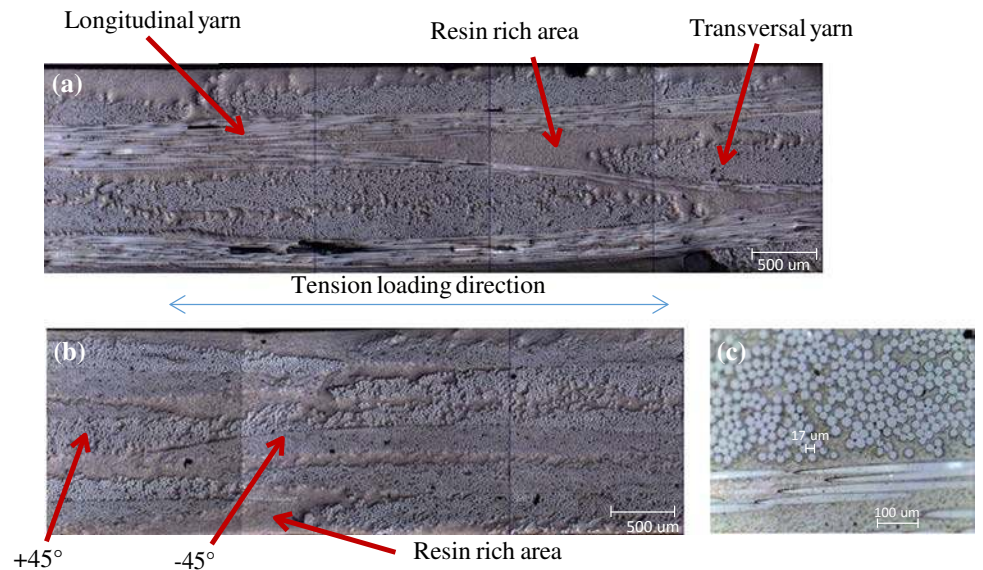 Longitudinal yarn
Resin rich area
Transversal yarn
(a)
500 um
Tension loading direction
(b)
(c)
17 um
500 um
100 um
+45°
-45°
Resin rich area